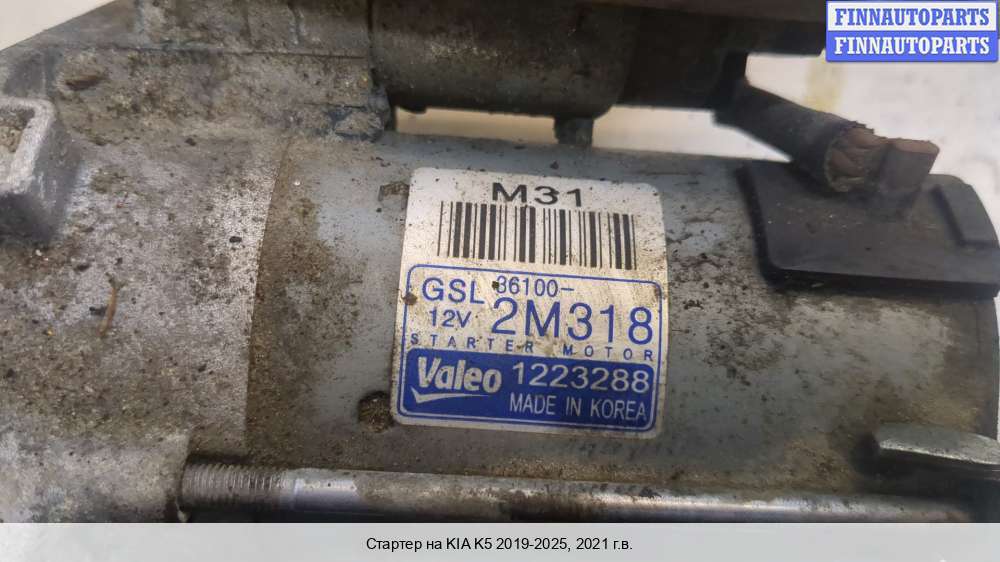 FINNAUTOPARTS
FINNAUTOPARTS
M31
GSL 36100-
12V 2M318
STARTER MOTOR
Valeo 1223288
MADE IN KOREA
Стартер на KIA K5 2019-2025, 2021 г.в.